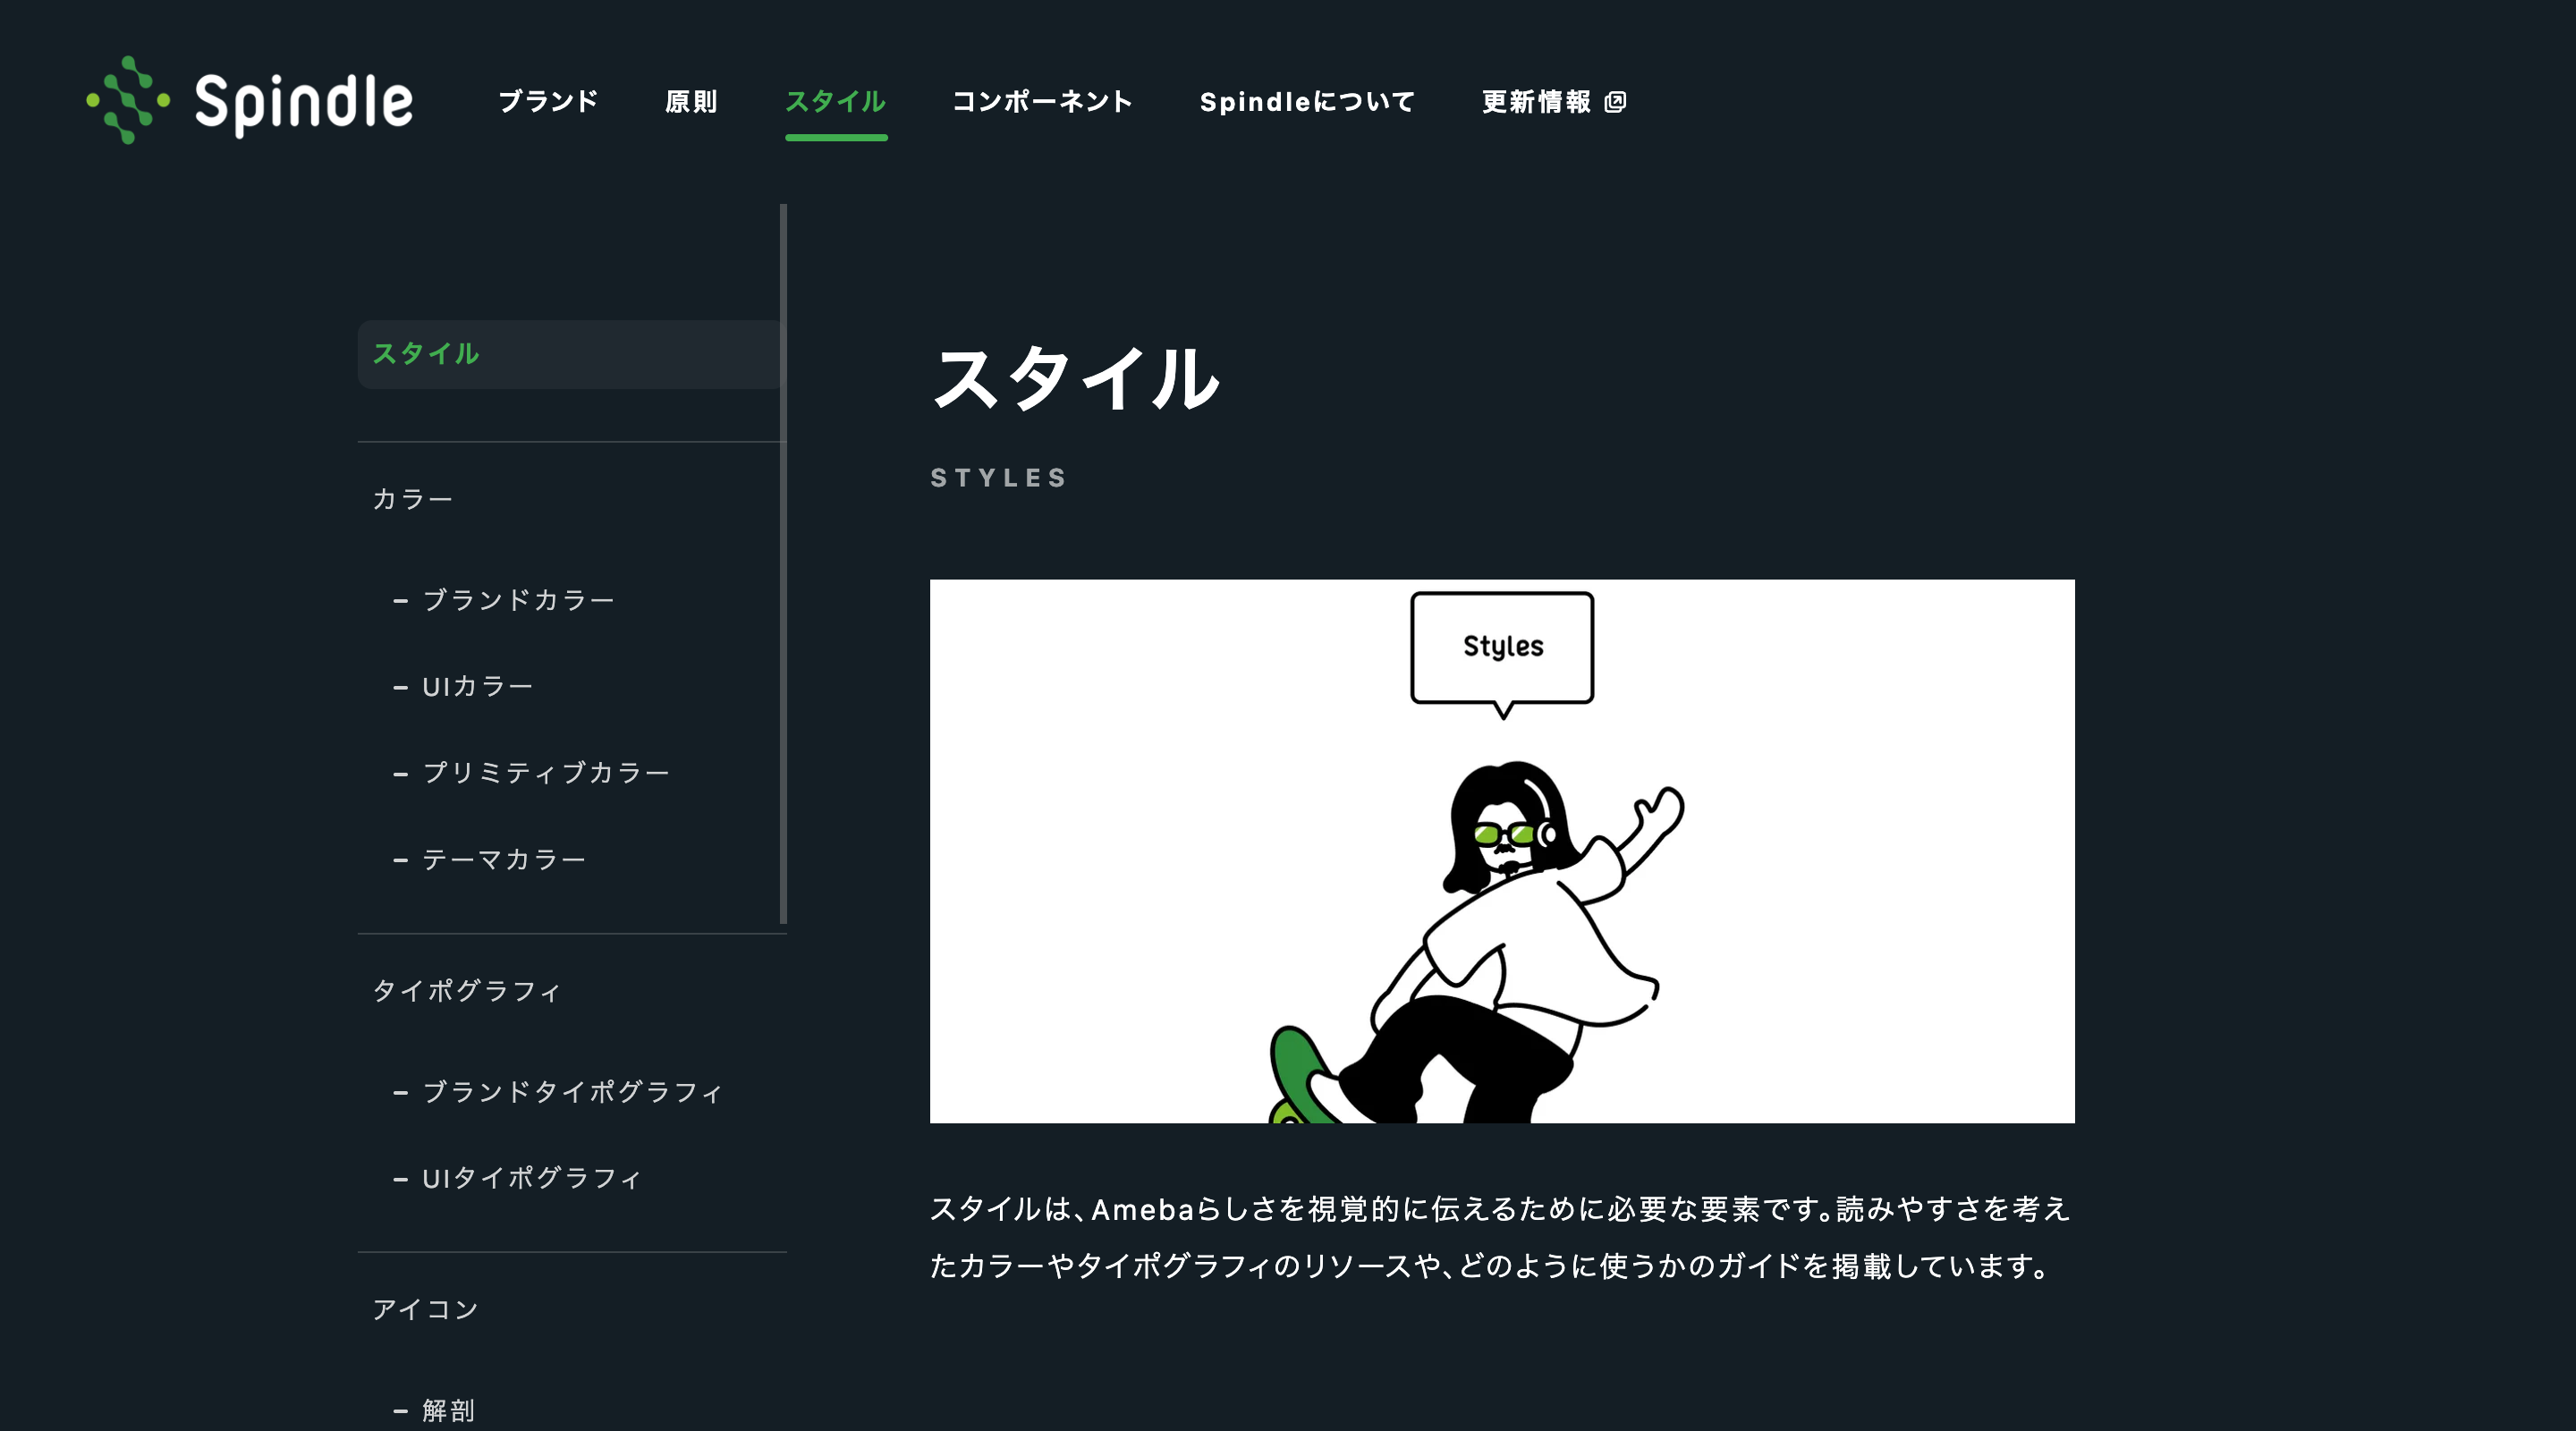 Spindle
ブランド
原則
スタイル
コンポーネント
Spindleについて
更新情報
スタイル
カラー
ブランドカラー
UIカラー
プリミティブカラー
テーマカラー
タイポグラフィ
ブランドタイポグラフィ
UIタイポグラフィ
アイコン
解剖
スタイル
STYLES
Styles
スタイルは、Amebaらしさを視覚的に伝えるために必要な要素です。読みやすさを考え
たカラーやタイポグラフィのリソースや、どのように使うかのガイドを掲載しています。